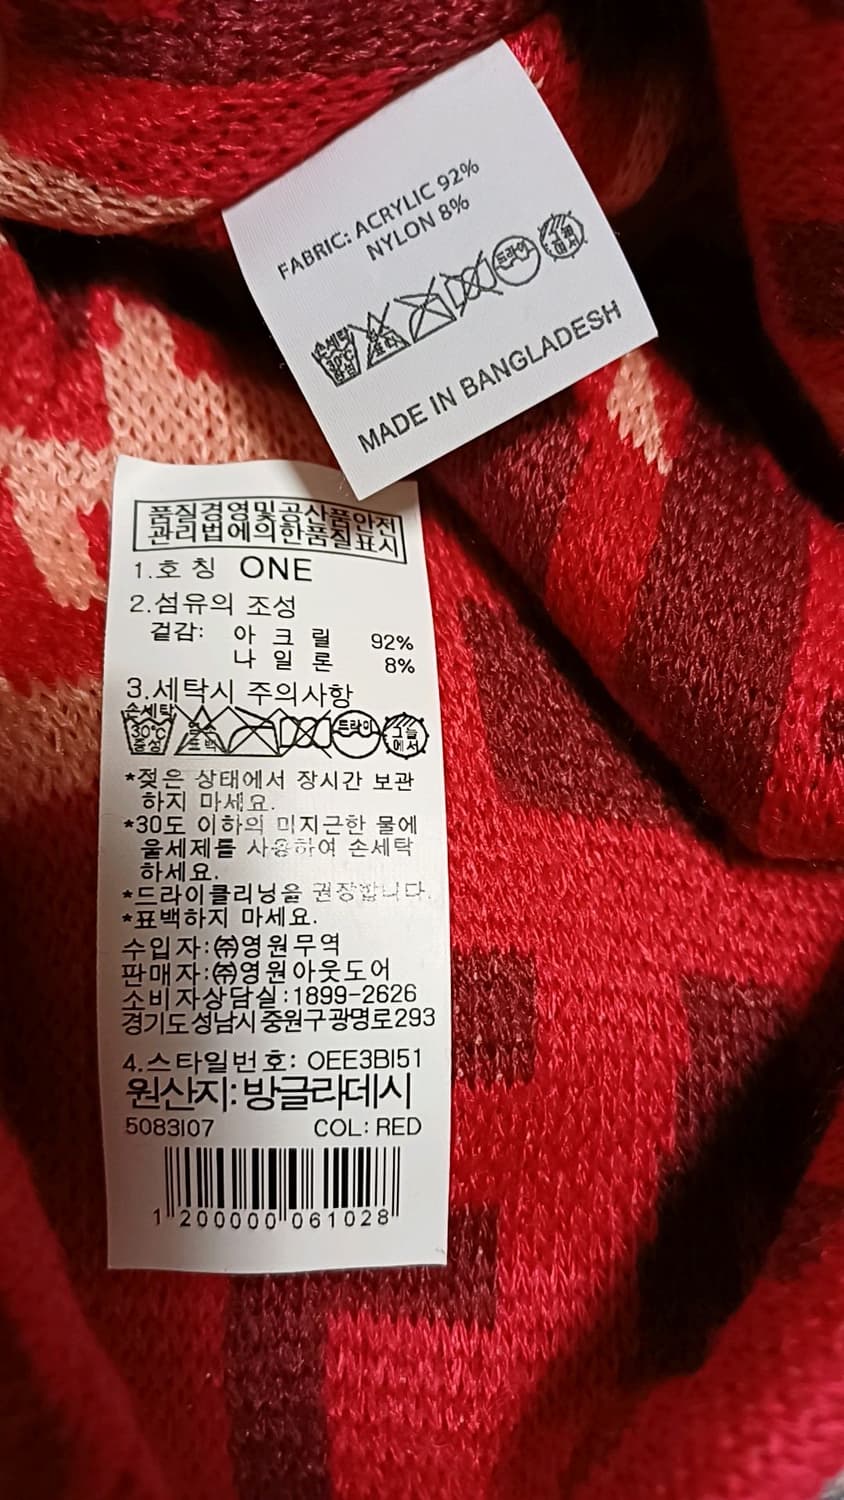 FABRIC: ACRYLIC 92%
NYLON 8%
손세탁 30℃ 중성 표백 드라이 그늘에서
MADE IN BANGLADESH
품질경영및공산품안전
관리법에의한품질표시
1.호 칭 ONE
2.섬유의 조성
겉감: 아 크 릴 92%
나 일 론 8%
3.세탁시 주의사항
손세탁 30℃ 중성 표백 드라이 그늘에서
*젖은 상태에서 장시간 보관
하지 마세요.
*30도 이하의 미지근한 물에
울세제를 사용하여 손세탁
하세요.
*드라이클리닝을 권장합니다.
*표백하지 마세요.
수입자:㈜영원무역
판매자:㈜영원아웃도어
소비자상담실:1899-2626
경기도성남시중원구광명로293
4.스타일번호: OEE3BI51
원산지:방글라데시
5083I07 COL: RED
1 200000 061028